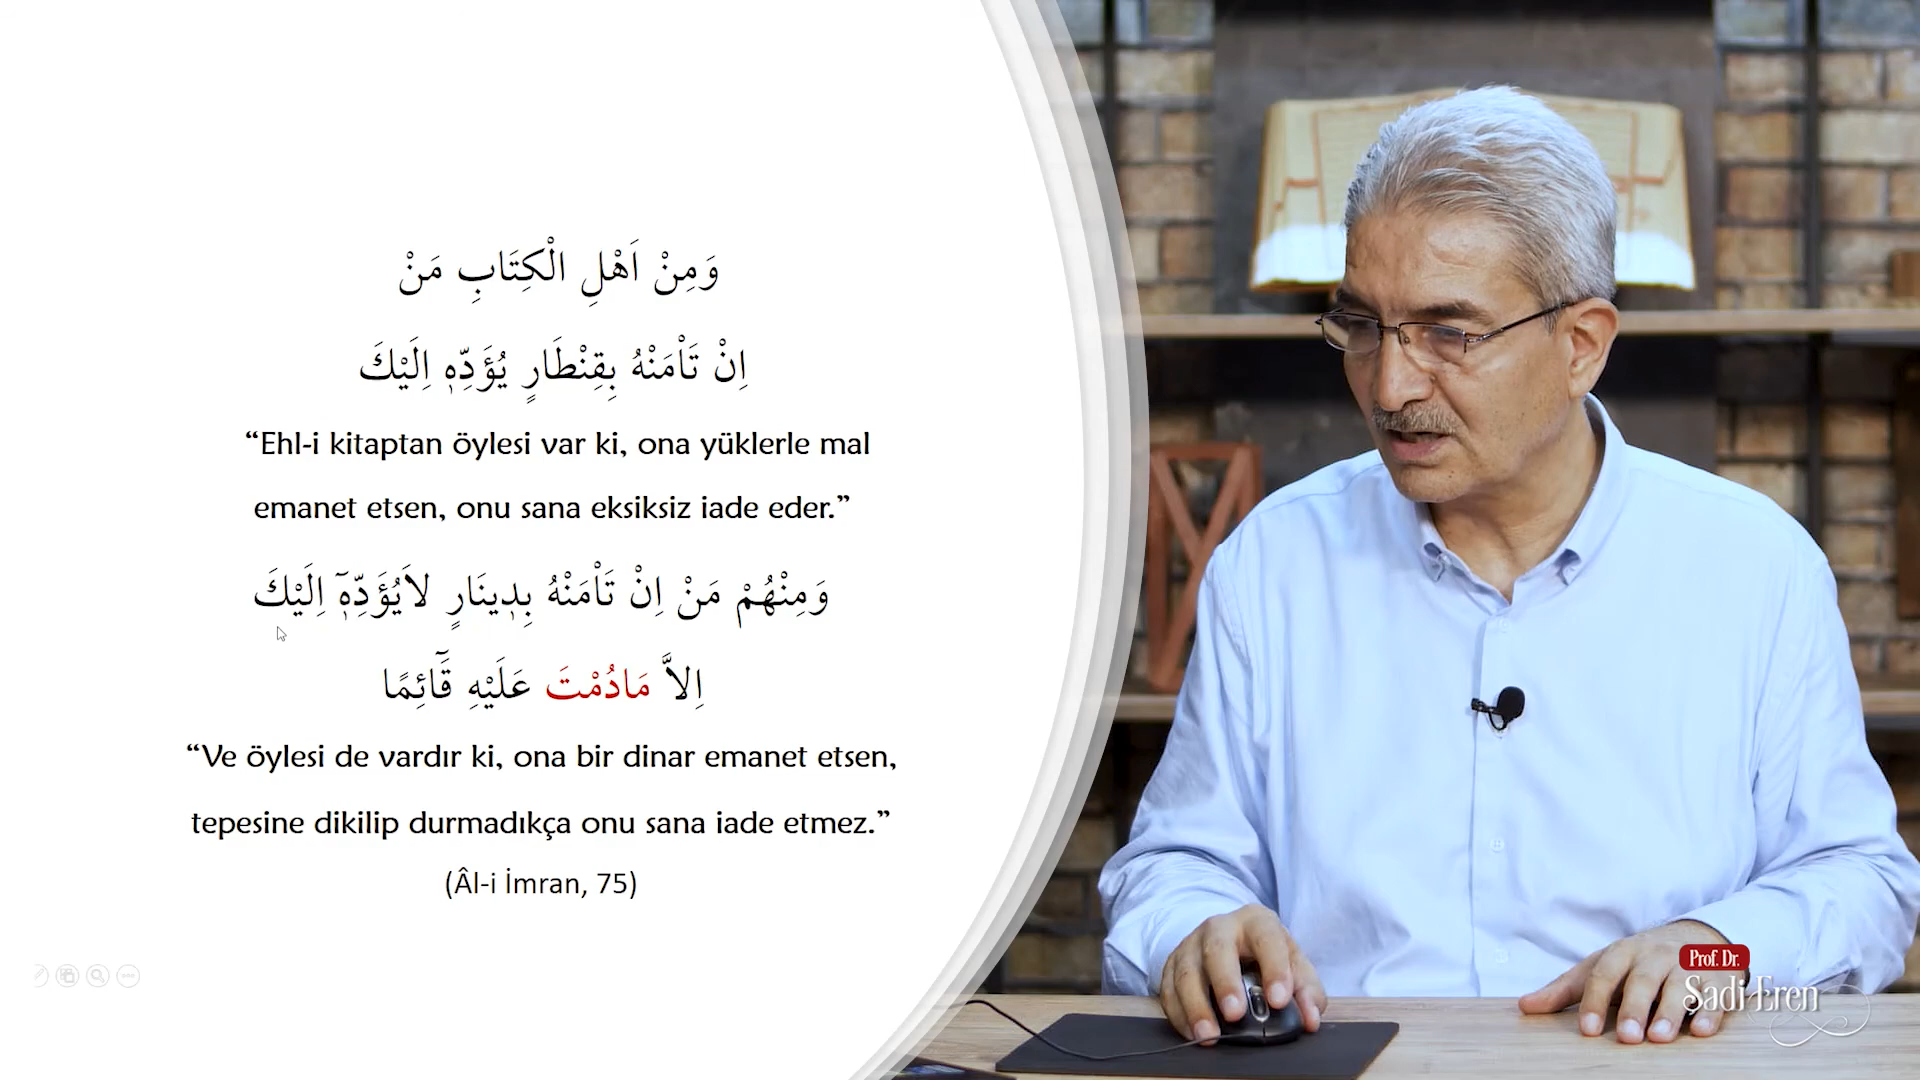 وَمِنْ اَهْلِ الْكِتَابِ مَنْ
اِنْ تَاْمَنْهُ بِقِنْطَارٍ يُؤَدِّهٖ اِلَيْكَ
“Ehl-i kitaptan öylesi var ki, ona yüklerle mal
emanet etsen, onu sana eksiksiz iade eder.”
وَمِنْهُمْ مَنْ اِنْ تَاْمَنْهُ بِدٖينَارٍ لاَيُؤَدِّهٖٓ اِلَيْكَ
اِلاَّ مَادُمْتَ عَلَيْهِ قَٓائِمًا
“Ve öylesi de vardır ki, ona bir dinar emanet etsen,
tepesine dikilip durmadıkça onu sana iade etmez.”
(Âl-i İmran, 75)
Prof. Dr.
Şadi Eren